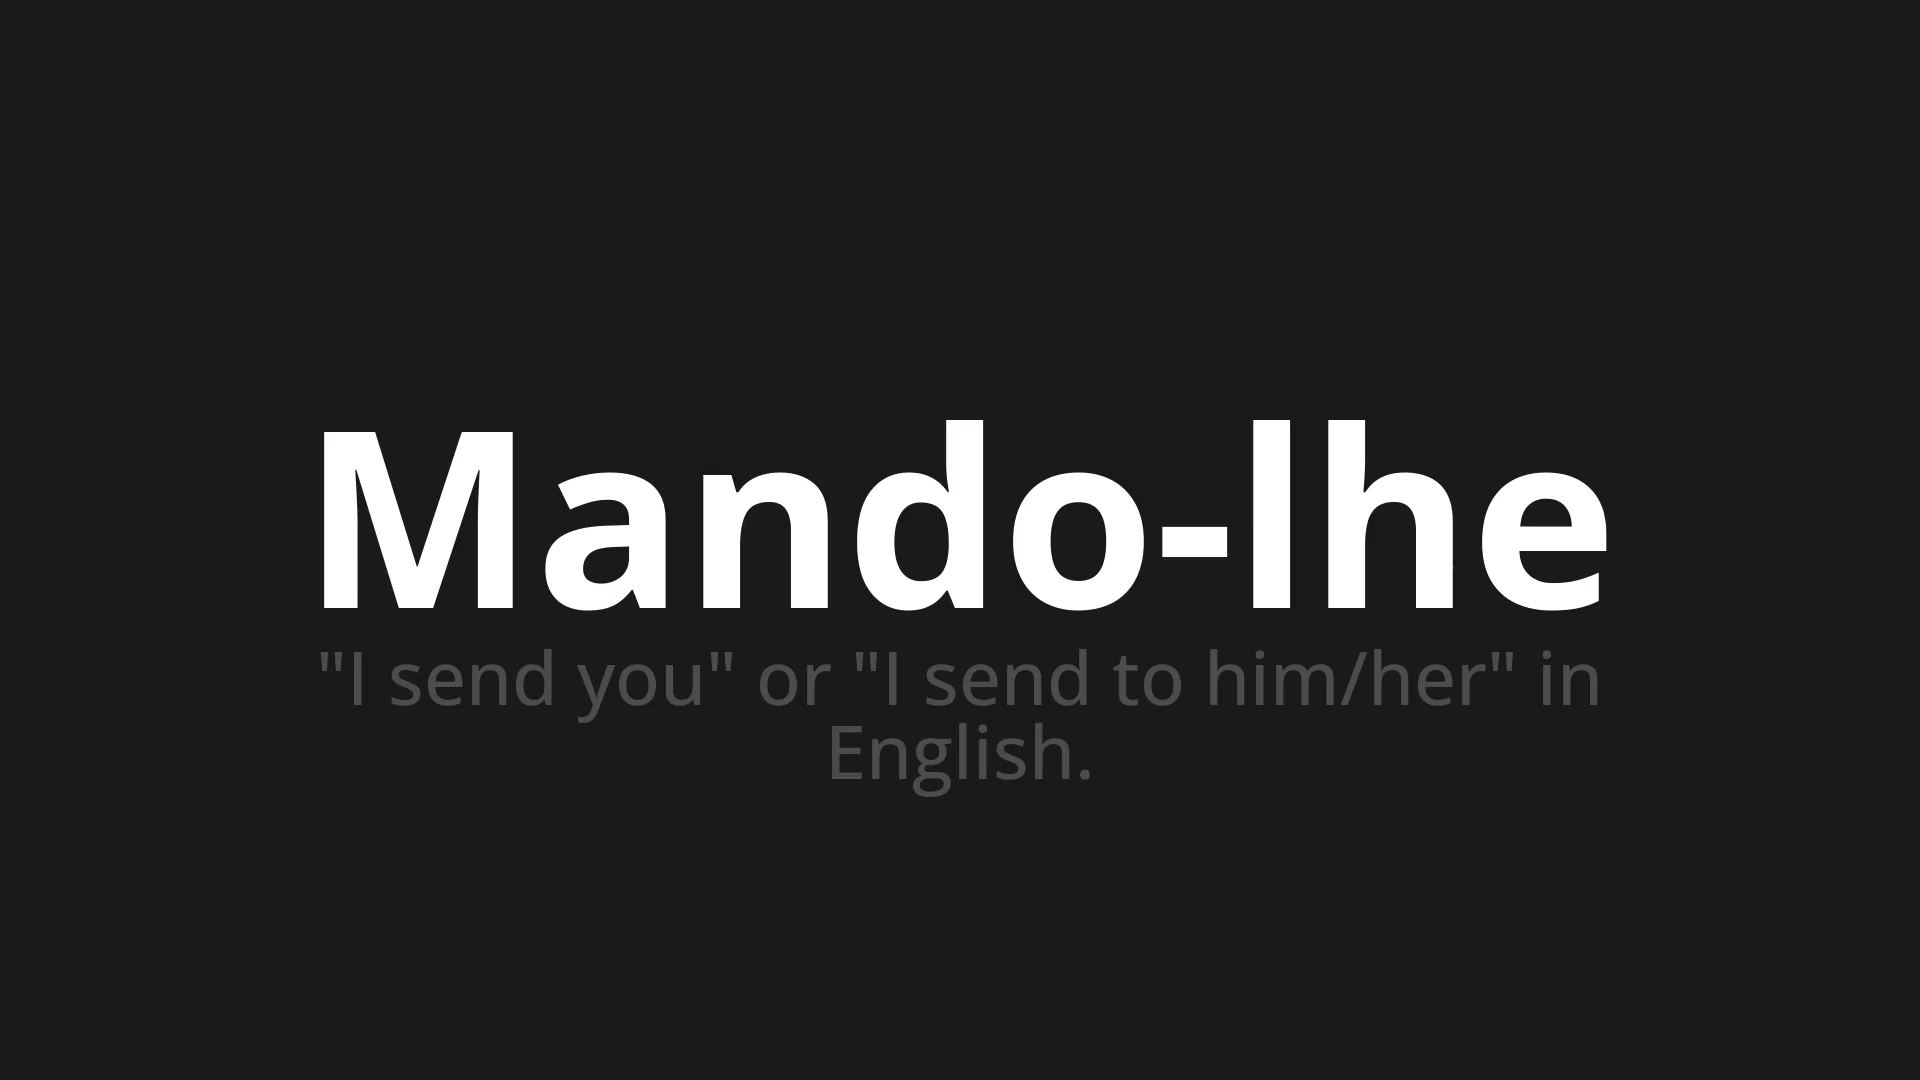 Mando-lhe
"I send you" or "I send to him/her" in
English.